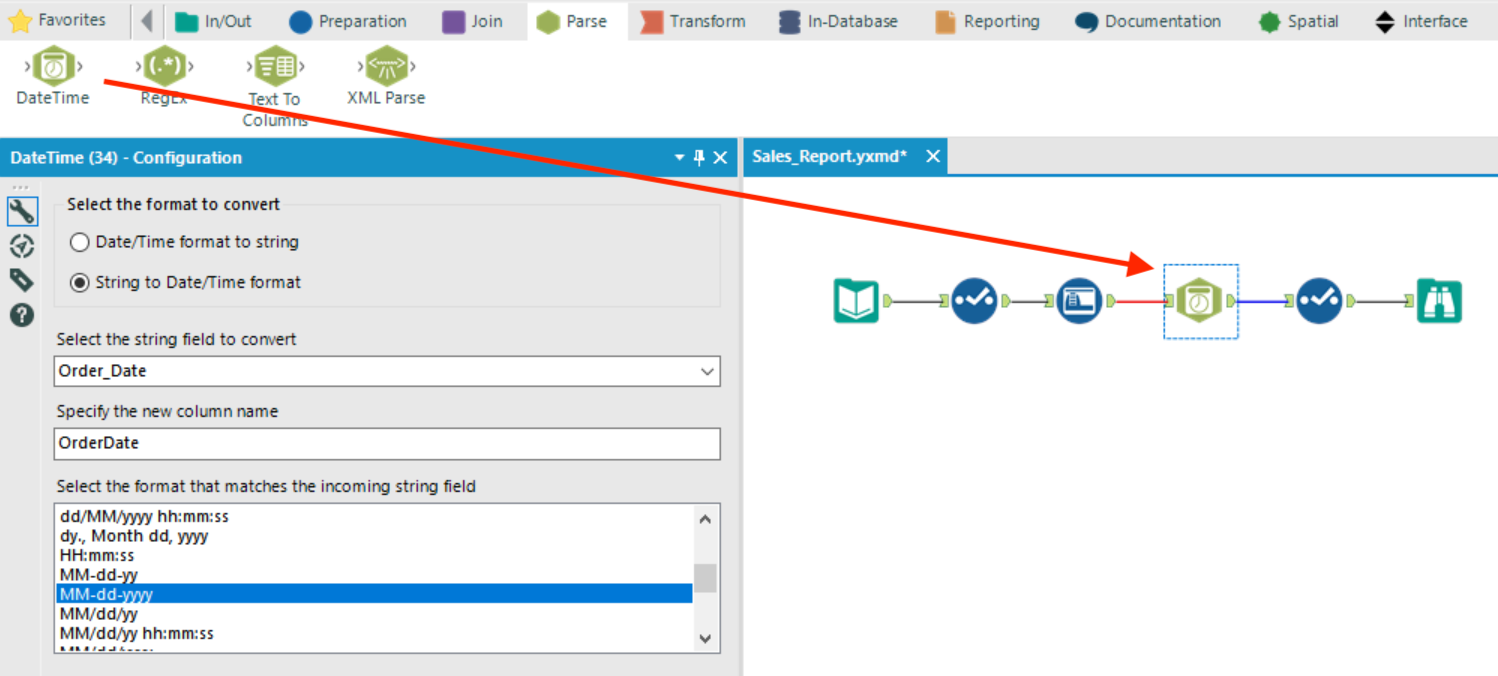 Favorites In/Out Preparation Join Parse Transform In-Database Reporting Documentation Spatial Interface
DateTime RegEx Text To Columns XML Parse
DateTime (34) - Configuration
Sales_Report.yxmd*
Select the format to convert
Date/Time format to string
String to Date/Time format
Select the string field to convert
Order_Date
Specify the new column name
OrderDate
Select the format that matches the incoming string field
dd/MM/yyyy hh:mm:ss
dy., Month dd, yyyy
HH:mm:ss
MM-dd-yy
MM-dd-yyyy
MM/dd/yy
MM/dd/yy hh:mm:ss